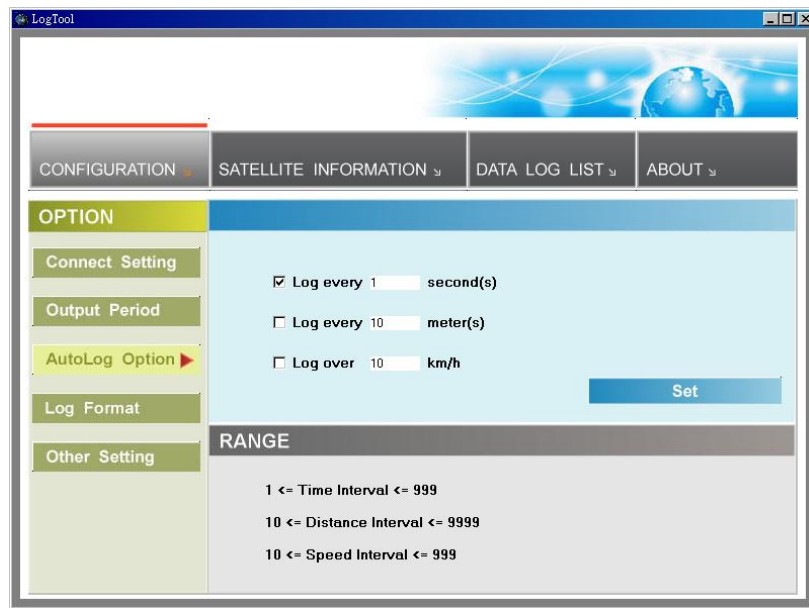 LogTool
CONFIGURATION
SATELLITE INFORMATION
DATA LOG LIST
ABOUT
OPTION
Connect Setting
Output Period
AutoLog Option
Log Format
Other Setting
Log every 1 second(s)
Log every 10 meter(s)
Log over 10 km/h
Set
RANGE
1 <= Time Interval <= 999
10 <= Distance Interval <= 9999
10 <= Speed Interval <= 999